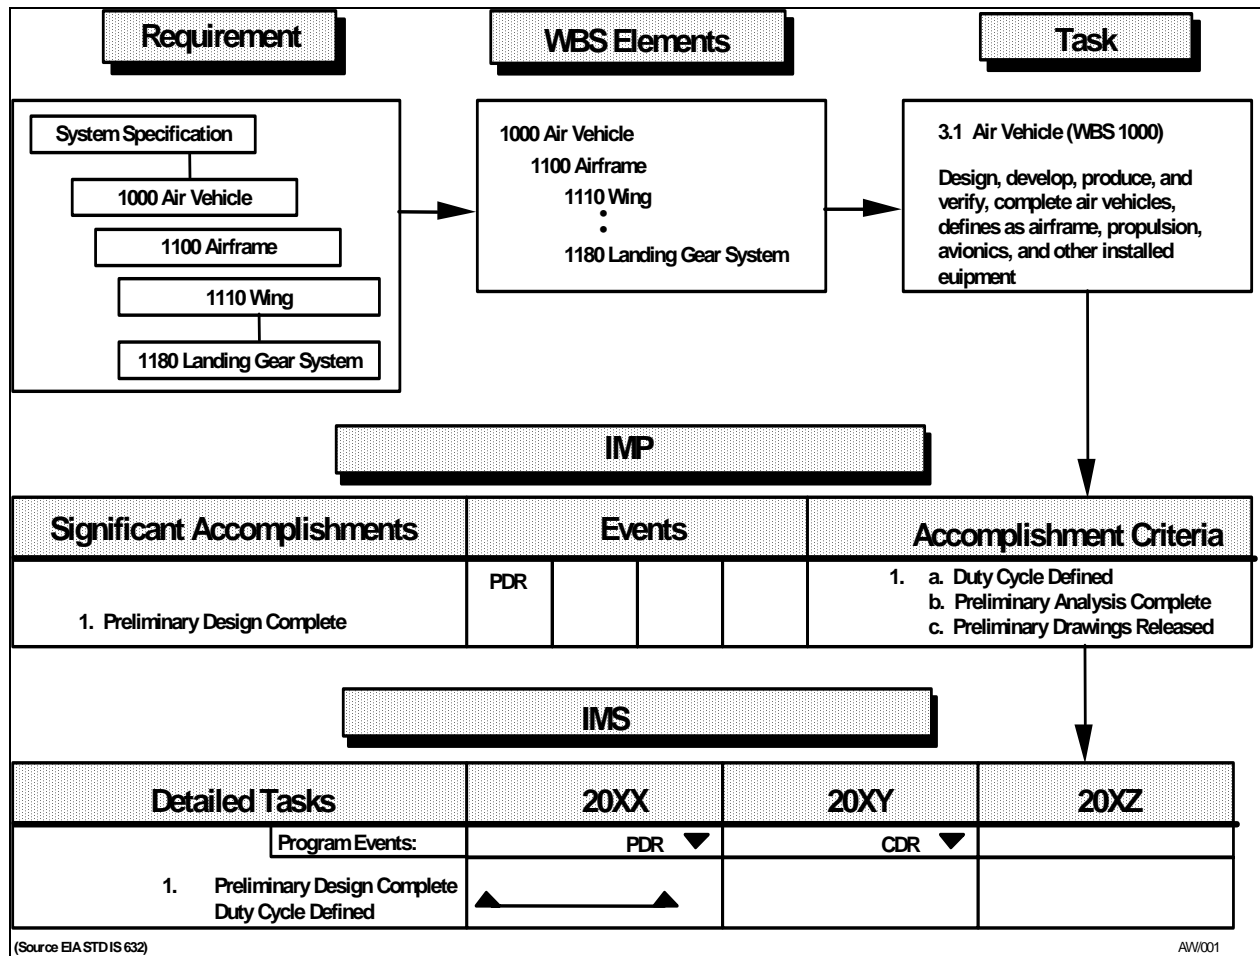 Requirement
WBS Elements
Task
System Specification
1000 Air Vehicle
1100 Airframe
1110 Wing
1180 Landing Gear System
1000 Air Vehicle
1100 Airframe
1110 Wing
1180 Landing Gear System
3.1 Air Vehicle (WBS 1000)
Design, develop, produce, and
verify, complete air vehicles,
defines as airframe, propulsion,
avionics, and other installed
euipment
IMP
Significant Accomplishments
Events
Accomplishment Criteria
PDR
1. Preliminary Design Complete
1. a. Duty Cycle Defined
b. Preliminary Analysis Complete
c. Preliminary Drawings Released
IMS
Detailed Tasks
20XX
20XY
20XZ
Program Events:
PDR
CDR
1. Preliminary Design Complete
Duty Cycle Defined
(Source EIA STD IS 632)
AW/001